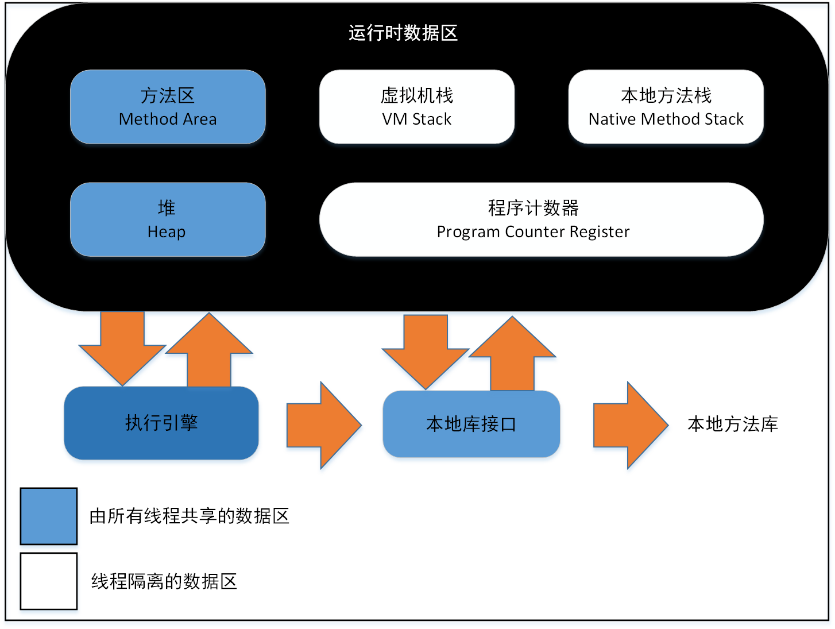 运行时数据区
方法区
Method Area
虚拟机栈
VM Stack
本地方法栈
Native Method Stack
堆
Heap
程序计数器
Program Counter Register
执行引擎
本地库接口
本地方法库
由所有线程共享的数据区
线程隔离的数据区